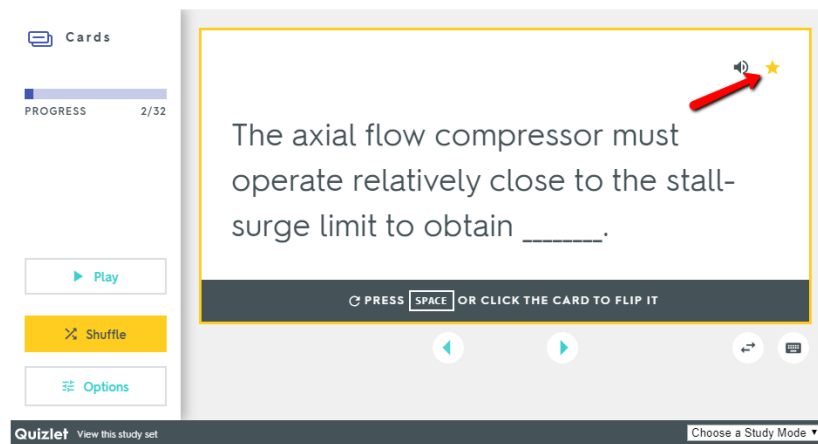 Cards
PROGRESS 2/32
Play
Shuffle
Options
The axial flow compressor must
operate relatively close to the stall-
surge limit to obtain ________.
PRESS SPACE OR CLICK THE CARD TO FLIP IT
Quizlet View this study set
Choose a Study Mode